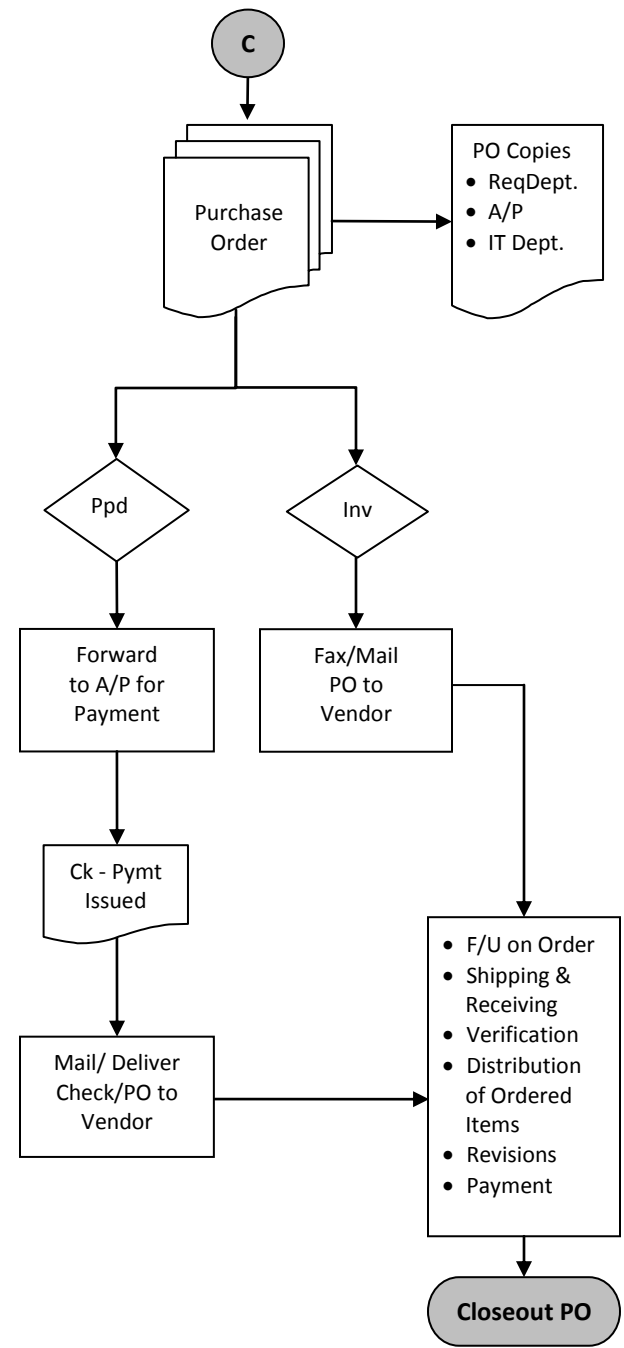 C
Purchase
Order
PO Copies
• ReqDept.
• A/P
• IT Dept.
Ppd
Inv
Forward
to A/P for
Payment
Fax/Mail
PO to
Vendor
Ck - Pymt
Issued
Mail/ Deliver
Check/PO to
Vendor
• F/U on Order
• Shipping &
Receiving
• Verification
• Distribution
of Ordered
Items
• Revisions
• Payment
Closeout PO